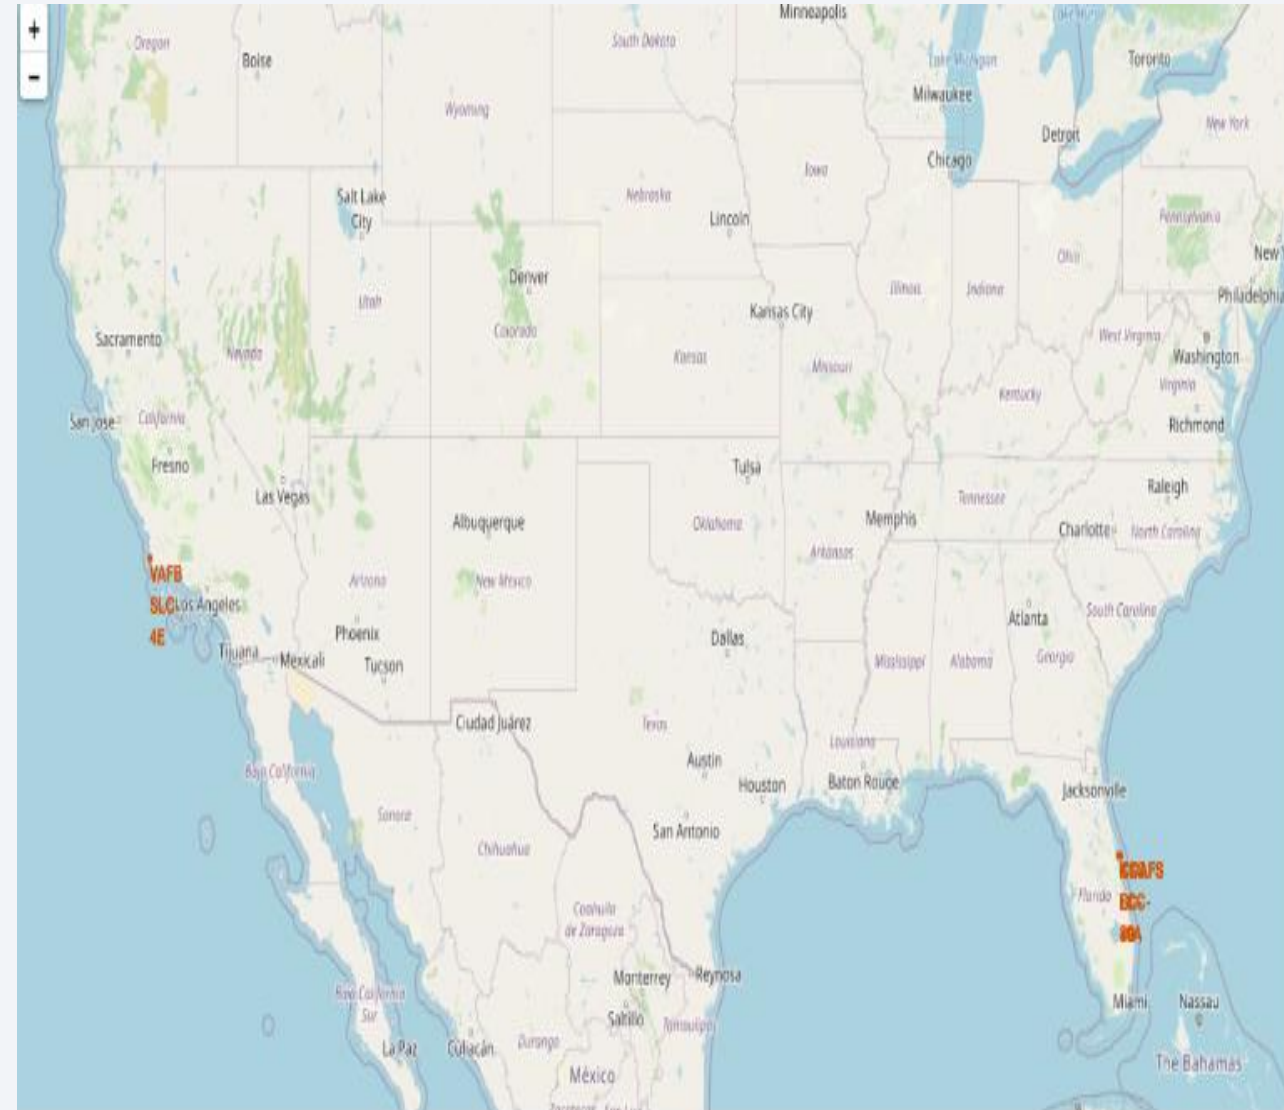 +
−
Minneapolis
Oregon
Boise
South Dakota
Lake Michigan
Toronto
Wyoming
Milwaukee
Detroit
New York
Chicago
Iowa
Salt Lake
City
Nebraska
Lincoln
Pennsylvania
New
Ohio
Denver
Illinois
Indiana
Philadelphia
Utah
Kansas City
Sacramento
Nevada
Colorado
Kansas
Missouri
West Virginia
Washington
Virginia
Kentucky
San Jose
California
Richmond
Fresno
Las Vegas
Tulsa
Raleigh
Tennessee
Albuquerque
Oklahoma
Memphis
Charlotte
North Carolina
Arkansas
VAFB
SLC
4E
Los Angeles
Arizona
New Mexico
Phoenix
Dallas
Atlanta
South Carolina
Tijuana
Mexicali
Tucson
Mississippi
Alabama
Georgia
Ciudad Juárez
Texas
Louisiana
Austin
Baja California
Houston
Baton Rouge
Jacksonville
Sonora
San Antonio
Chihuahua
Florida
Coahuila
de Zaragoza
Monterrey
Reynosa
Baja California
Sur
Saltillo
Tamaulipas
Miami
Nassau
La Paz
Culiacán
Durango
México
The Bahamas